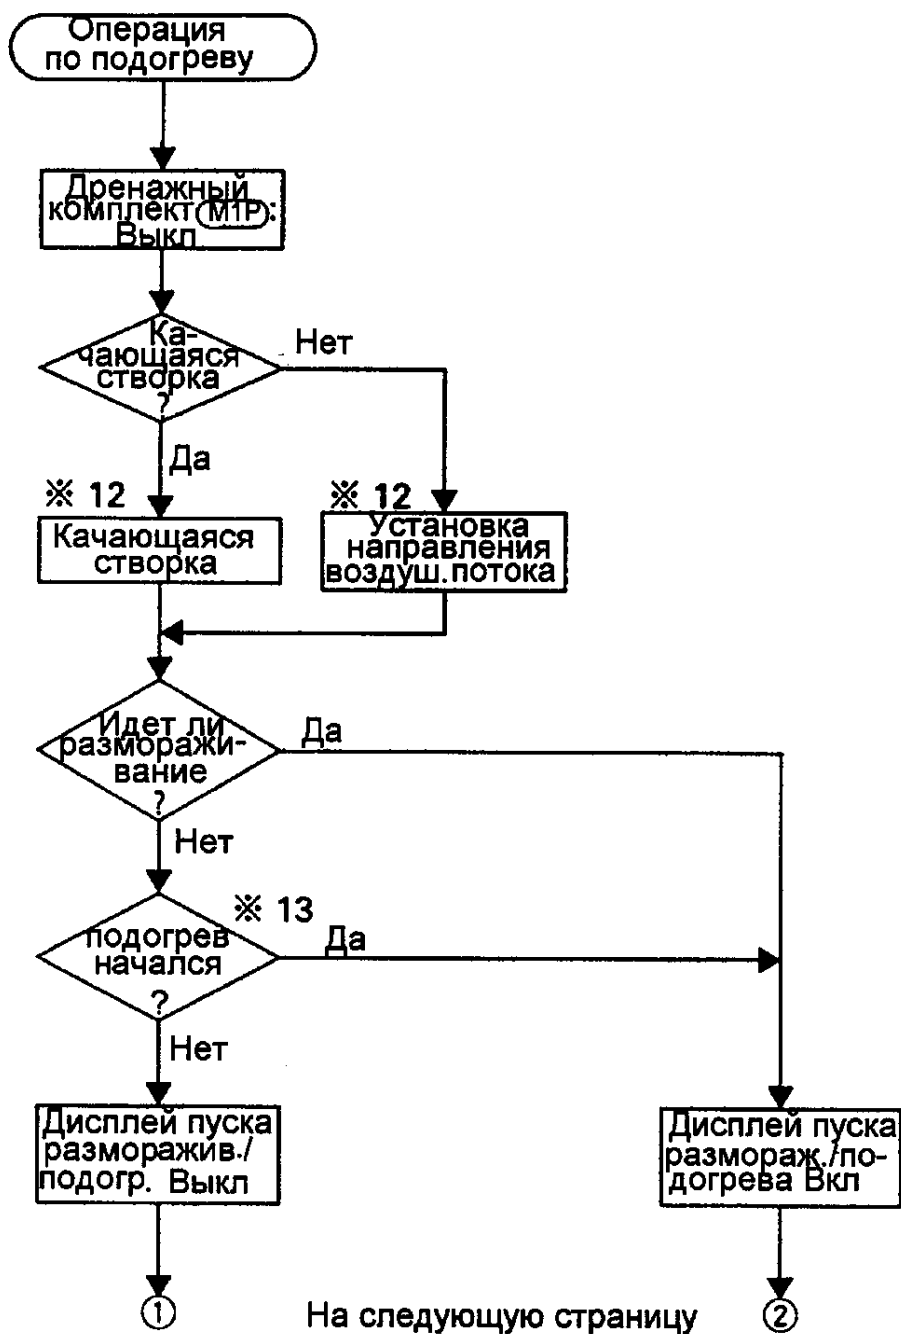 Операция
по подогреву
Дренажный
комплект (M1P):
Выкл
Ка-
чающаяся
створка
?
Нет
Да
※ 12
※ 12
Качающаяся
створка
Установка
направления
воздуш.потока
Идет ли
заморажи-
вание
?
Да
Нет
※ 13
подогрев
начался
?
Да
Нет
Дисплей пуска
разморажив./
подогр. Выкл
Дисплей пуска
размораж./по-
догрева Вкл
①
На следующую страницу
②